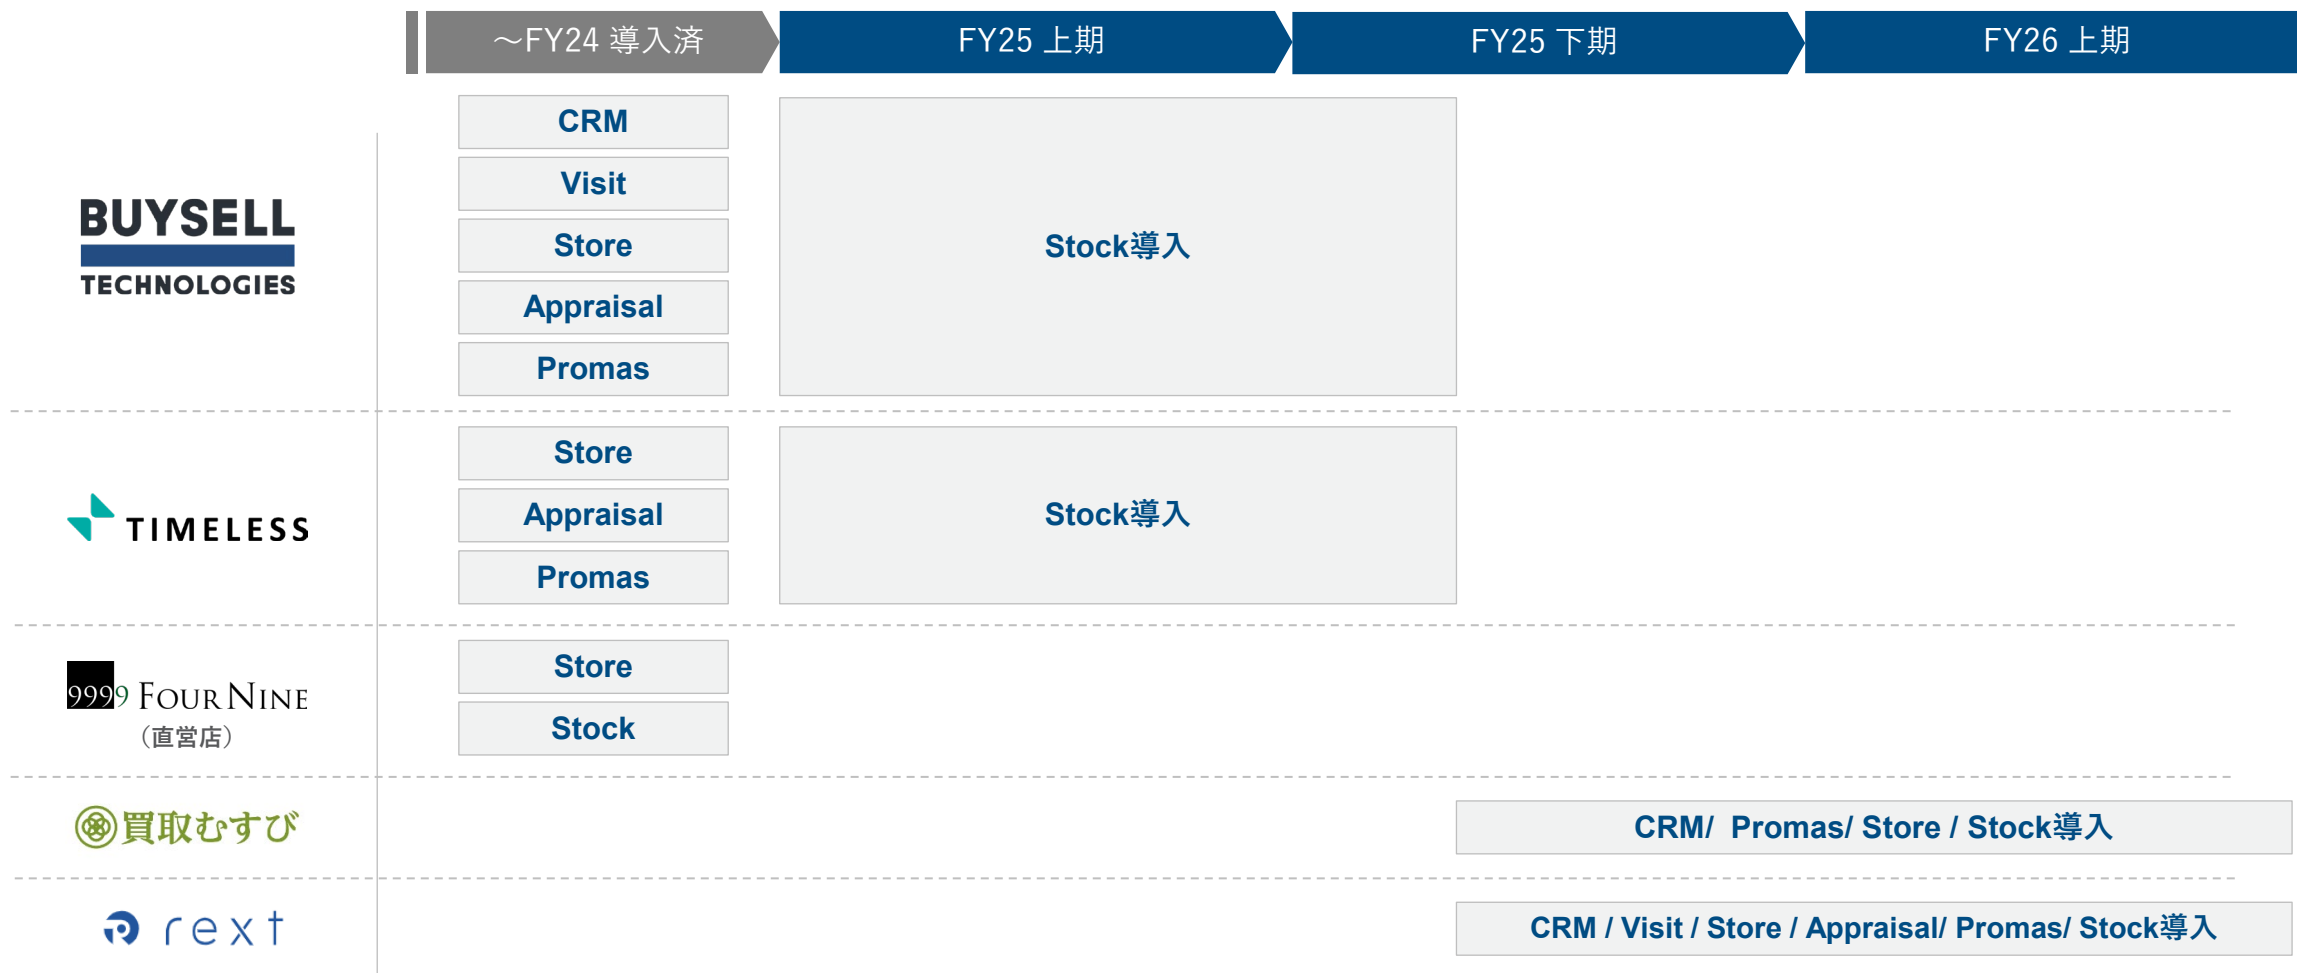 ～FY24 導入済
FY25 上期
FY25 下期
FY26 上期
BUYSELL
TECHNOLOGIES
CRM
Visit
Store
Appraisal
Promas
Stock導入
TIMELESS
Store
Appraisal
Promas
Stock導入
9999 FOUR NINE
（直営店）
Store
Stock
買取むすび
CRM/ Promas/ Store / Stock導入
rext
CRM / Visit / Store / Appraisal/ Promas/ Stock導入